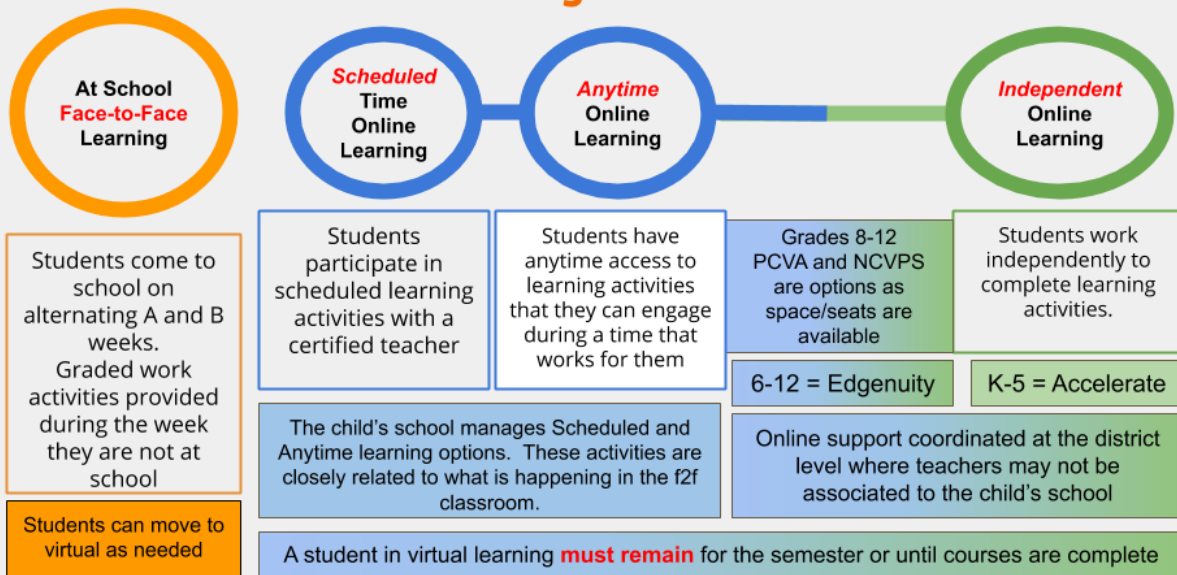 At School
Face-to-Face
Learning
Scheduled
Time
Online
Learning
Anytime
Online
Learning
Independent
Online
Learning
Students come to
school on
alternating A and B
weeks.
Graded work
activities provided
during the week
they are not at
school
Students can move to
virtual as needed
Students
participate in
scheduled learning
activities with a
certified teacher
Students have
anytime access to
learning activities
that they can engage
during a time that
works for them
Grades 8-12
PCVA and NCVPS
are options as
space/seats are
available
Students work
independently to
complete learning
activities.
6-12 = Edgenuity
K-5 = Accelerate
The child's school manages Scheduled and
Anytime learning options. These activities are
closely related to what is happening in the f2f
classroom.
Online support coordinated at the district
level where teachers may not be
associated to the child's school
A student in virtual learning must remain for the semester or until courses are complete